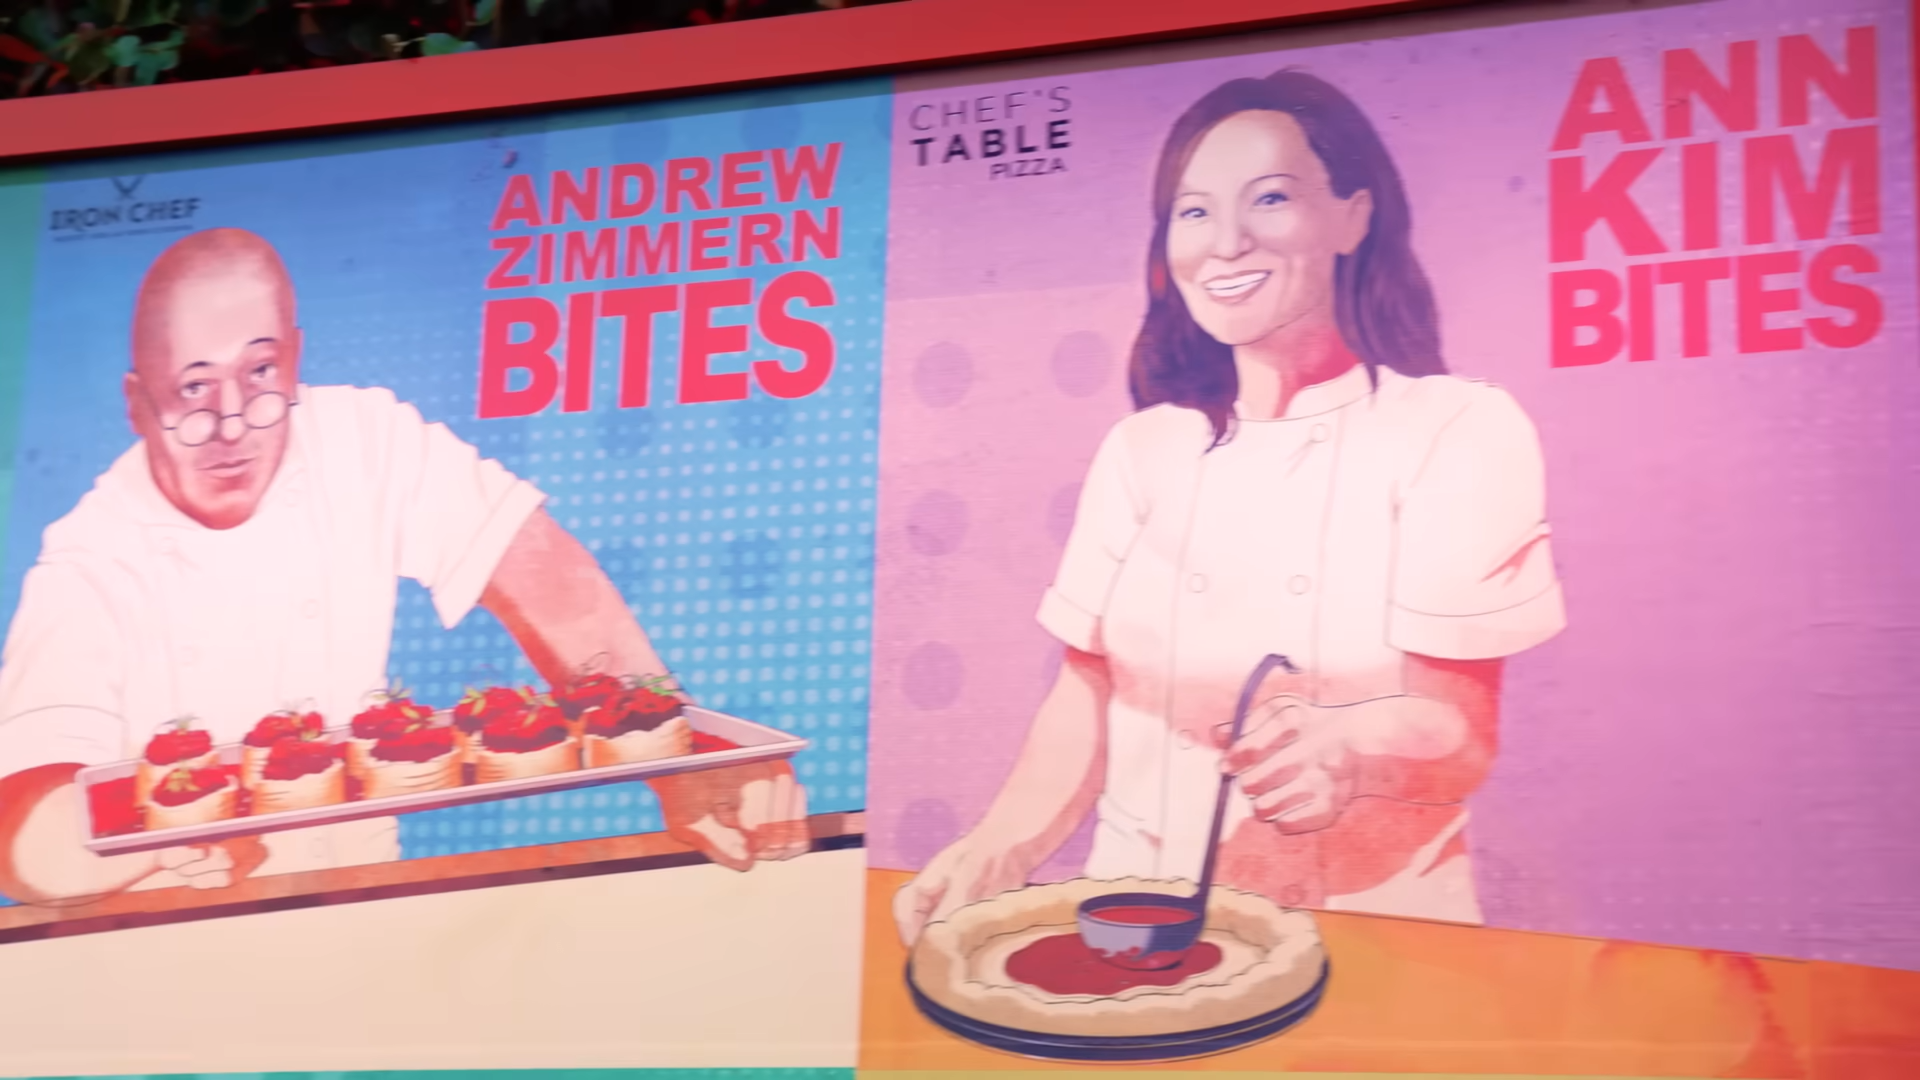 IRON CHEF
ANDREW
ZIMMERN
BITES
CHEF'S
TABLE
PIZZA
ANN
KIM
BITES